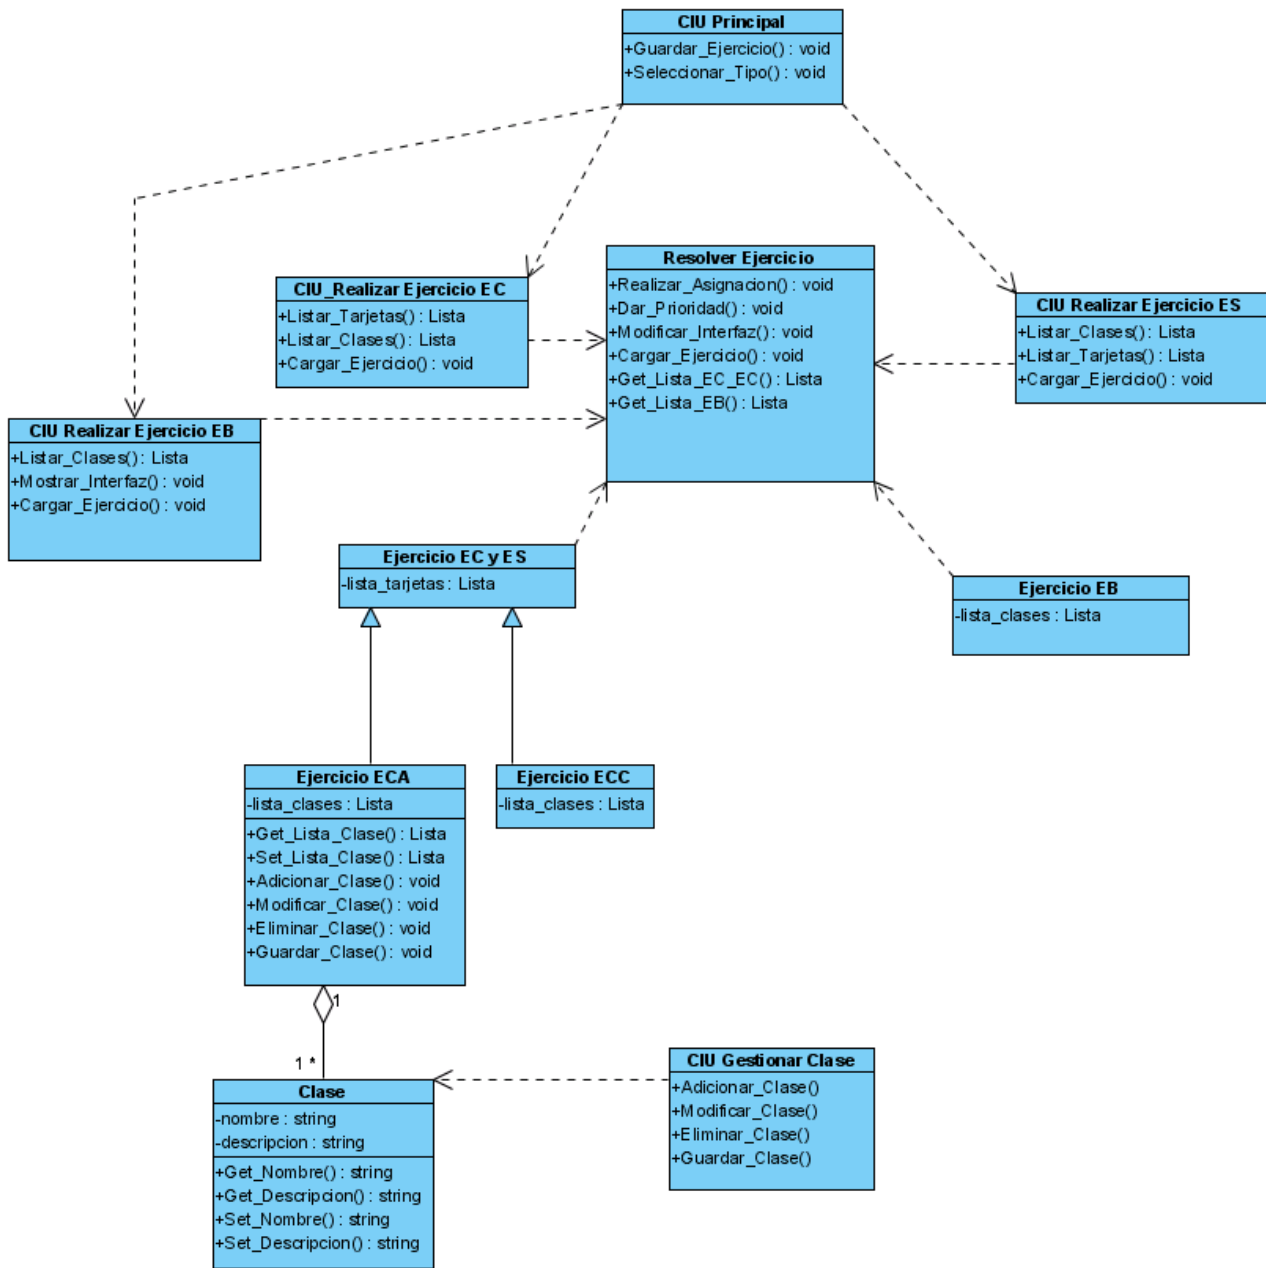 CIU Principal
+Guardar_Ejercicio() : void
+Seleccionar_Tipo() : void
CIU_Realizar Ejercicio EC
+Listar_Tarjetas() : Lista
+Listar_Clases() : Lista
+Cargar_Ejercicio() : void
Resolver Ejercicio
+Realizar_Asignacion() : void
+Dar_Prioridad() : void
+Modificar_Interfaz() : void
+Cargar_Ejercicio() : void
+Get_Lista_EC_EC() : Lista
+Get_Lista_EB() : Lista
CIU Realizar Ejercicio ES
+Listar_Clases() : Lista
+Listar_Tarjetas() : Lista
+Cargar_Ejercicio() : void
CIU Realizar Ejercicio EB
+Listar_Clases() : Lista
+Mostrar_Interfaz() : void
+Cargar_Ejercicio() : void
Ejercicio EC y ES
-lista_tarjetas : Lista
Ejercicio EB
-lista_clases : Lista
Ejercicio ECA
-lista_clases : Lista
+Get_Lista_Clase() : Lista
+Set_Lista_Clase() : Lista
+Adicionar_Clase() : void
+Modificar_Clase() : void
+Eliminar_Clase() : void
+Guardar_Clase() : void
Ejercicio ECC
-lista_clases : Lista
1
1 *
Clase
-nombre : string
-descripcion : string
+Get_Nombre() : string
+Get_Descripcion() : string
+Set_Nombre() : string
+Set_Descripcion() : string
CIU Gestionar Clase
+Adicionar_Clase()
+Modificar_Clase()
+Eliminar_Clase()
+Guardar_Clase()